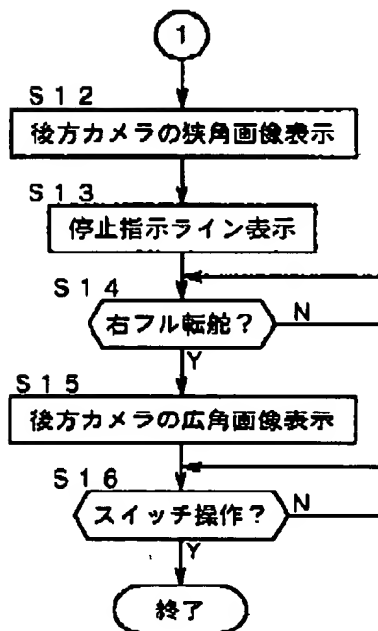 1
S12
後方カメラの狭角画像表示
S13
停止指示ライン表示
S14
右フル転舵? N
Y
S15
後方カメラの広角画像表示
S16
スイッチ操作? N
Y
終了